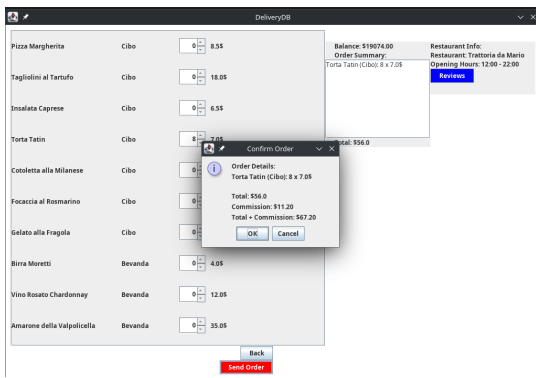 DeliveryDB
Pizza Margherita Cibo 0 8.5$
Tagliolini al Tartufo Cibo 0 18.0$
Insalata Caprese Cibo 0 6.5$
Torta Tatin Cibo 8 7.0$
Cotoletta alla Milanese Cibo 0
Focaccia al Rosmarino Cibo 0
Gelato alla Fragola Cibo 0
Birra Moretti Bevanda 0 4.0$
Vino Rosato Chardonnay Bevanda 0 12.0$
Amarone della Valpolicella Bevanda 0 35.0$
Balance: $19074.00
Order Summary:
Torta Tatin (Cibo): 8 x 7.0$
Total: $56.0
Restaurant Info:
Restaurant: Trattoria da Mario
Opening Hours: 12:00 - 22:00
Reviews
Confirm Order
Order Details:
Torta Tatin (Cibo): 8 x 7.0$
Total: $56.0
Commission: $11.20
Total + Commission: $67.20
OK Cancel
Back
Send Order